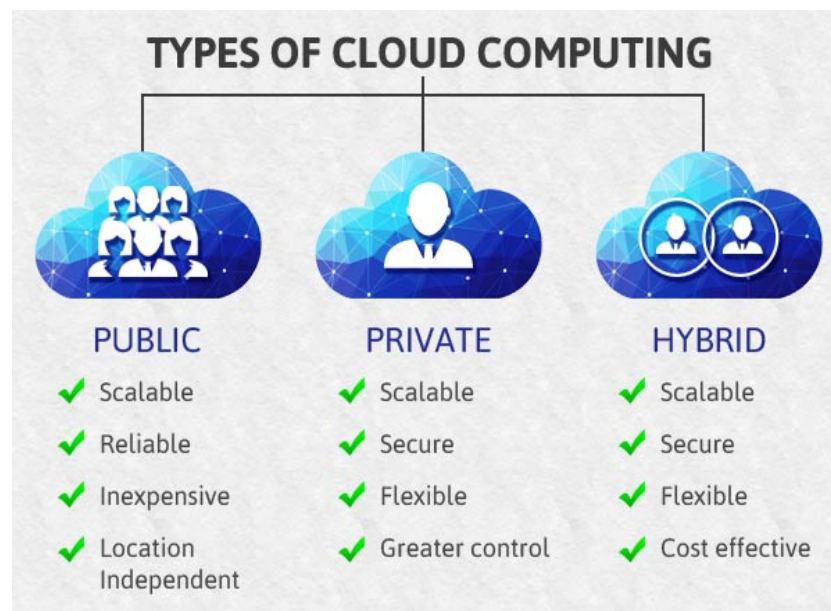 TYPES OF CLOUD COMPUTING
PUBLIC
Scalable
Reliable
Inexpensive
Location
Independent
PRIVATE
Scalable
Secure
Flexible
Greater control
HYBRID
Scalable
Secure
Flexible
Cost effective